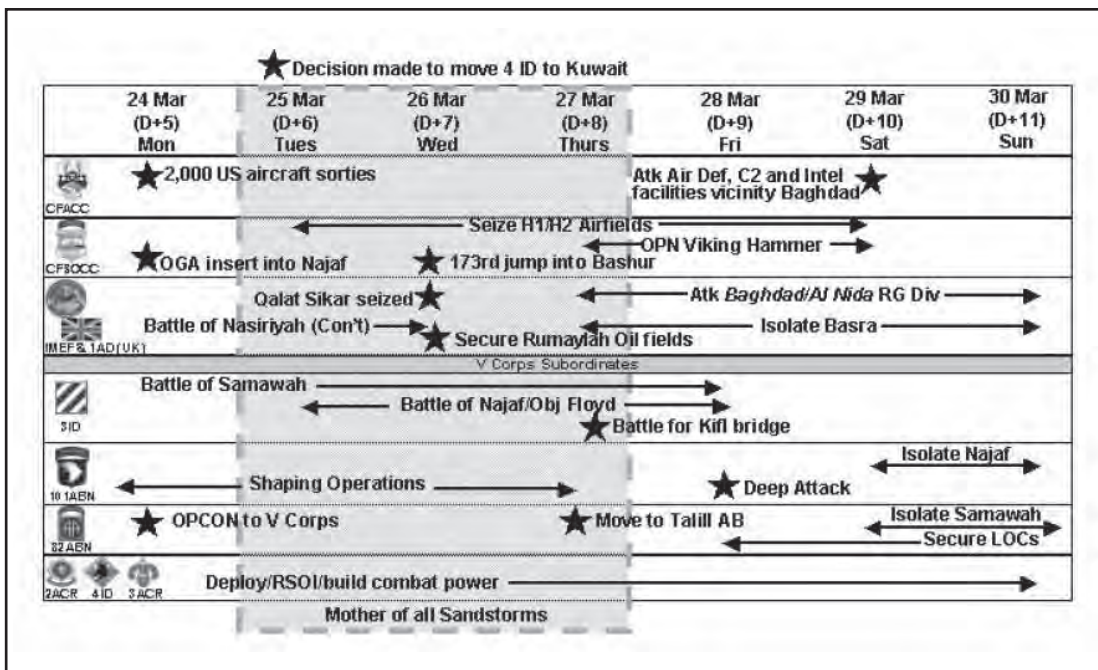 Decision made to move 4 ID to Kuwait
24 Mar 25 Mar 26 Mar 27 Mar 28 Mar 29 Mar 30 Mar
(D+5) (D+6) (D+7) (D+8) (D+9) (D+10) (D+11)
Mon Tues Wed Thurs Fri Sat Sun
2,000 US aircraft sorties
Atk Air Def, C2 and Intel
facilities vicinity Baghdad
CFACC
Seize H1/H2 Airfields
OPN Viking Hammer
OGA insert into Najaf
173rd jump into Bashur
CFSOCC
Qalat Sikar seized
Atk Baghdad/Al Nida RG Div
Battle of Nasiriyah (Con't)
Isolate Basra
Secure Rumaylah Oil fields
IMEF & 1AD(UK)
V Corps Subordinates
Battle of Samawah
Battle of Najaf/Obj Floyd
Battle for Kifl bridge
3ID
Isolate Najaf
Shaping Operations
Deep Attack
101ABN
OPCON to V Corps
Move to Talill AB
Isolate Samawah
Secure LOCs
82ABN
Deploy/RSOI/build combat power
2ACR 4ID 3ACR
Mother of all Sandstorms